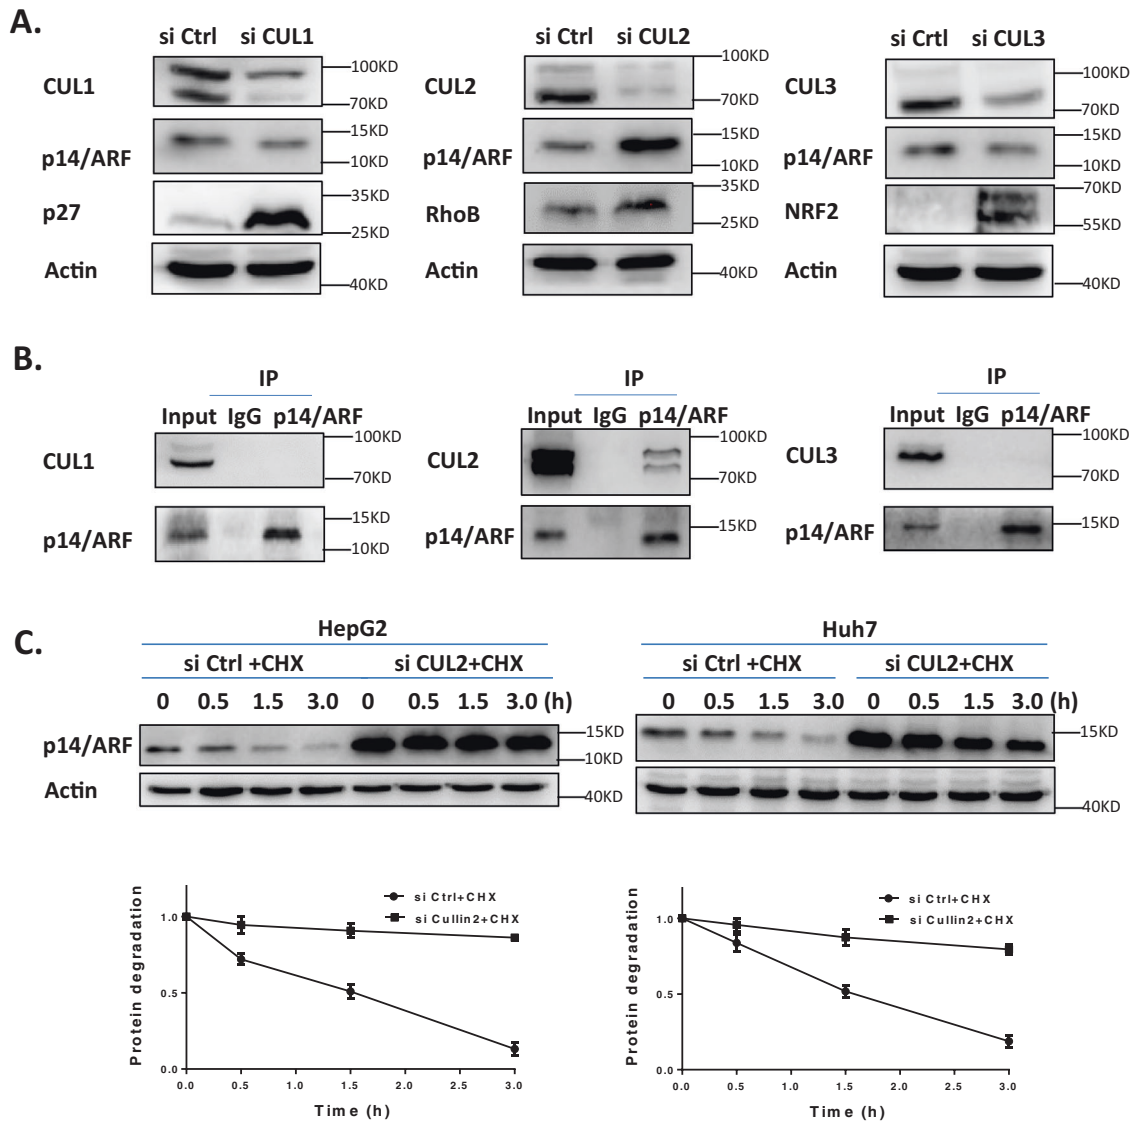 A.
si Ctrl si CUL1
CUL1
100KD
70KD
p14/ARF
15KD
10KD
p27
35KD
25KD
Actin
40KD
si Ctrl si CUL2
CUL2
100KD
70KD
p14/ARF
15KD
10KD
RhoB
35KD
25KD
Actin
40KD
si Crtl si CUL3
CUL3
100KD
70KD
p14/ARF
15KD
10KD
NRF2
70KD
55KD
Actin
40KD
B.
IP
Input IgG p14/ARF
CUL1
100KD
70KD
p14/ARF
15KD
10KD
IP
Input IgG p14/ARF
CUL2
100KD
70KD
p14/ARF
15KD
IP
Input IgG p14/ARF
CUL3
100KD
70KD
p14/ARF
15KD
C.
HepG2
si Ctrl +CHX si CUL2+CHX
0 0.5 1.5 3.0 0 0.5 1.5 3.0 (h)
p14/ARF
15KD
10KD
Actin
40KD
Huh7
si Ctrl +CHX si CUL2+CHX
0 0.5 1.5 3.0 0 0.5 1.5 3.0 (h)
15KD
40KD
Protein degradation
si Ctrl+CHX
si Cullin2+CHX
1.0
0.5
0.0
0.0 0.5 1.0 1.5 2.0 2.5 3.0
Time (h)
Protein degradation
si Ctrl+CHX
si Cullin2+CHX
1.0
0.5
0.0
0.0 0.5 1.0 1.5 2.0 2.5 3.0
Time (h)